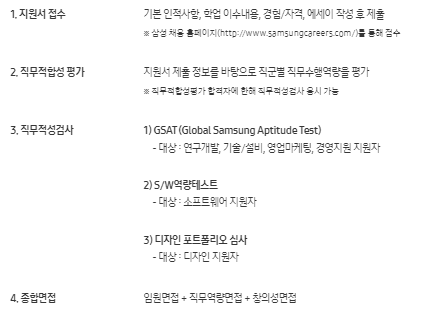 1. 지원서 접수 기본 인적사항, 학업 이수내용, 경험/자격, 에세이 작성 후 제출
※ 삼성 채용 홈페이지(http://www.samsungcareers.com/)를 통해 접수
2. 직무적합성 평가 지원서 제출 정보를 바탕으로 직군별 직무수행역량을 평가
※ 직무적합성평가 합격자에 한해 직무적성검사 응시 가능
3. 직무적성검사 1) GSAT (Global Samsung Aptitude Test)
- 대상 : 연구개발, 기술/설비, 영업마케팅, 경영지원 지원자
2) S/W역량테스트
- 대상 : 소프트웨어 지원자
3) 디자인 포트폴리오 심사
- 대상 : 디자인 지원자
4. 종합면접 임원면접 + 직무역량면접 + 창의성면접